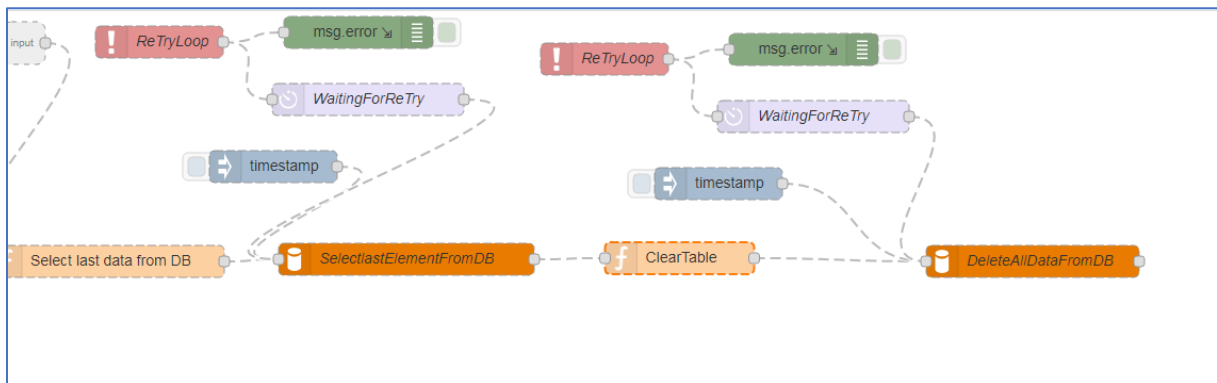 input
ReTryLoop
msg.error
WaitingForReTry
timestamp
Select last data from DB
SelectlastElementFromDB
ReTryLoop
msg.error
WaitingForReTry
timestamp
ClearTable
DeleteAllDataFromDB